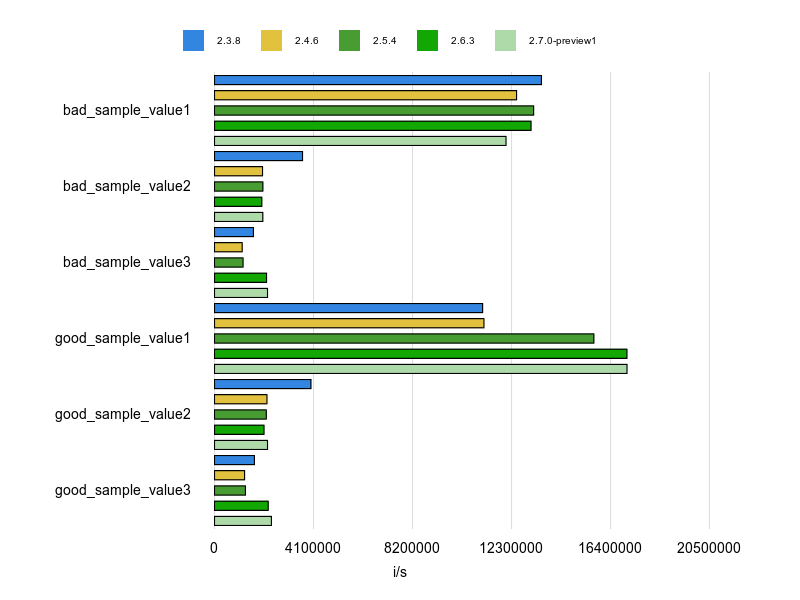 2.3.8 2.4.6 2.5.4 2.6.3 2.7.0-preview1
bad_sample_value1
bad_sample_value2
bad_sample_value3
good_sample_value1
good_sample_value2
good_sample_value3
0 4100000 8200000 12300000 16400000 20500000
i/s